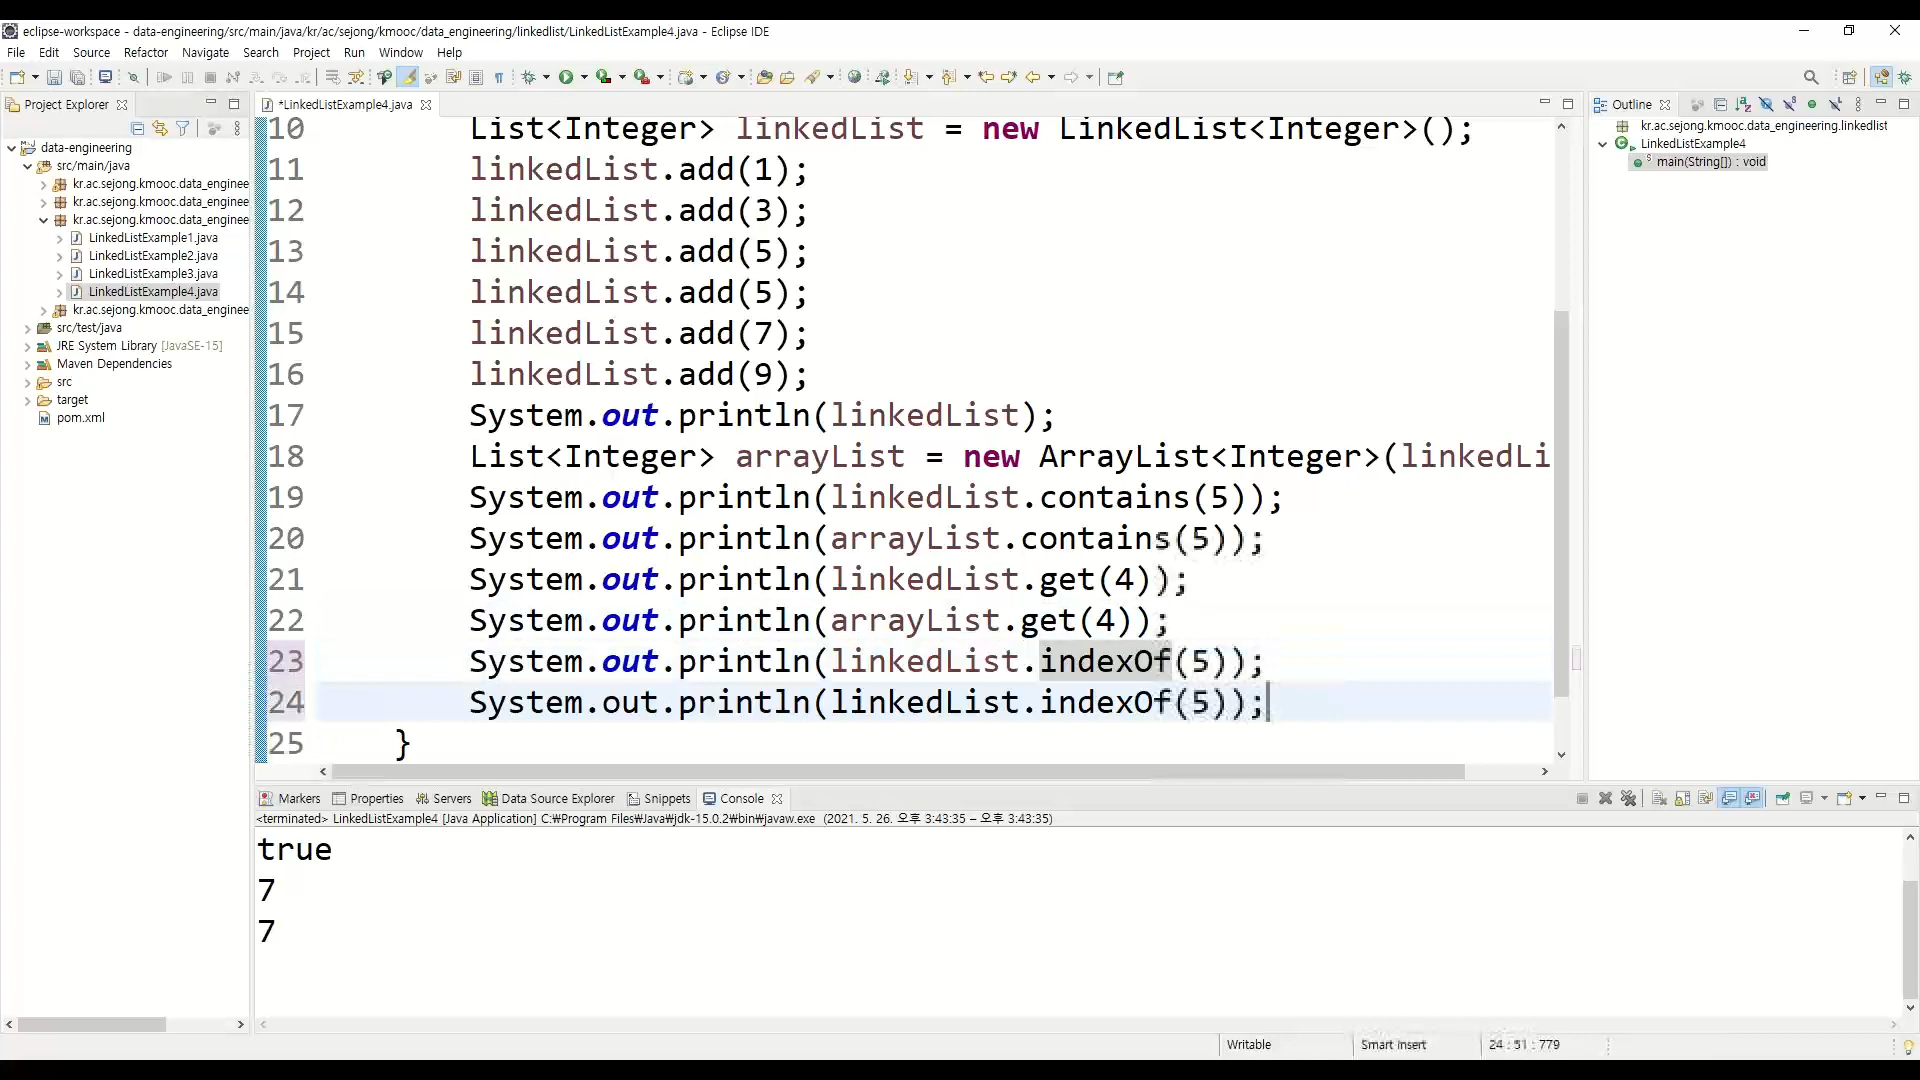 eclipse-workspace - data-engineering/src/main/java/kr/ac/sejong/kmooc/data_engineering/linkedlist/LinkedListExample4.java - Eclipse IDE
File Edit Source Refactor Navigate Search Project Run Window Help
Project Explorer
data-engineering
src/main/java
kr.ac.sejong.kmooc.data_enginee
kr.ac.sejong.kmooc.data_enginee
kr.ac.sejong.kmooc.data_enginee
LinkedListExample1.java
LinkedListExample2.java
LinkedListExample3.java
LinkedListExample4.java
kr.ac.sejong.kmooc.data_enginee
src/test/java
JRE System Library [JavaSE-15]
Maven Dependencies
src
target
pom.xml
*LinkedListExample4.java
10 List<Integer> linkedList = new LinkedList<Integer>();
11 linkedList.add(1);
12 linkedList.add(3);
13 linkedList.add(5);
14 linkedList.add(5);
15 linkedList.add(7);
16 linkedList.add(9);
17 System.out.println(linkedList);
18 List<Integer> arrayList = new ArrayList<Integer>(linkedLi
19 System.out.println(linkedList.contains(5));
20 System.out.println(arrayList.contains(5));
21 System.out.println(linkedList.get(4));
22 System.out.println(arrayList.get(4));
23 System.out.println(linkedList.indexOf(5));
24 System.out.println(linkedList.indexOf(5));
25 }
Outline
kr.ac.sejong.kmooc.data_engineering.linkedlist
LinkedListExample4
main(String[]) : void
Markers Properties Servers Data Source Explorer Snippets Console
<terminated> LinkedListExample4 [Java Application] C:₩Program Files₩Java₩jdk-15.0.2₩bin₩javaw.exe (2021. 5. 26. 오후 3:43:35 – 오후 3:43:35)
true
7
7
Writable Smart Insert 24 : 51 : 779